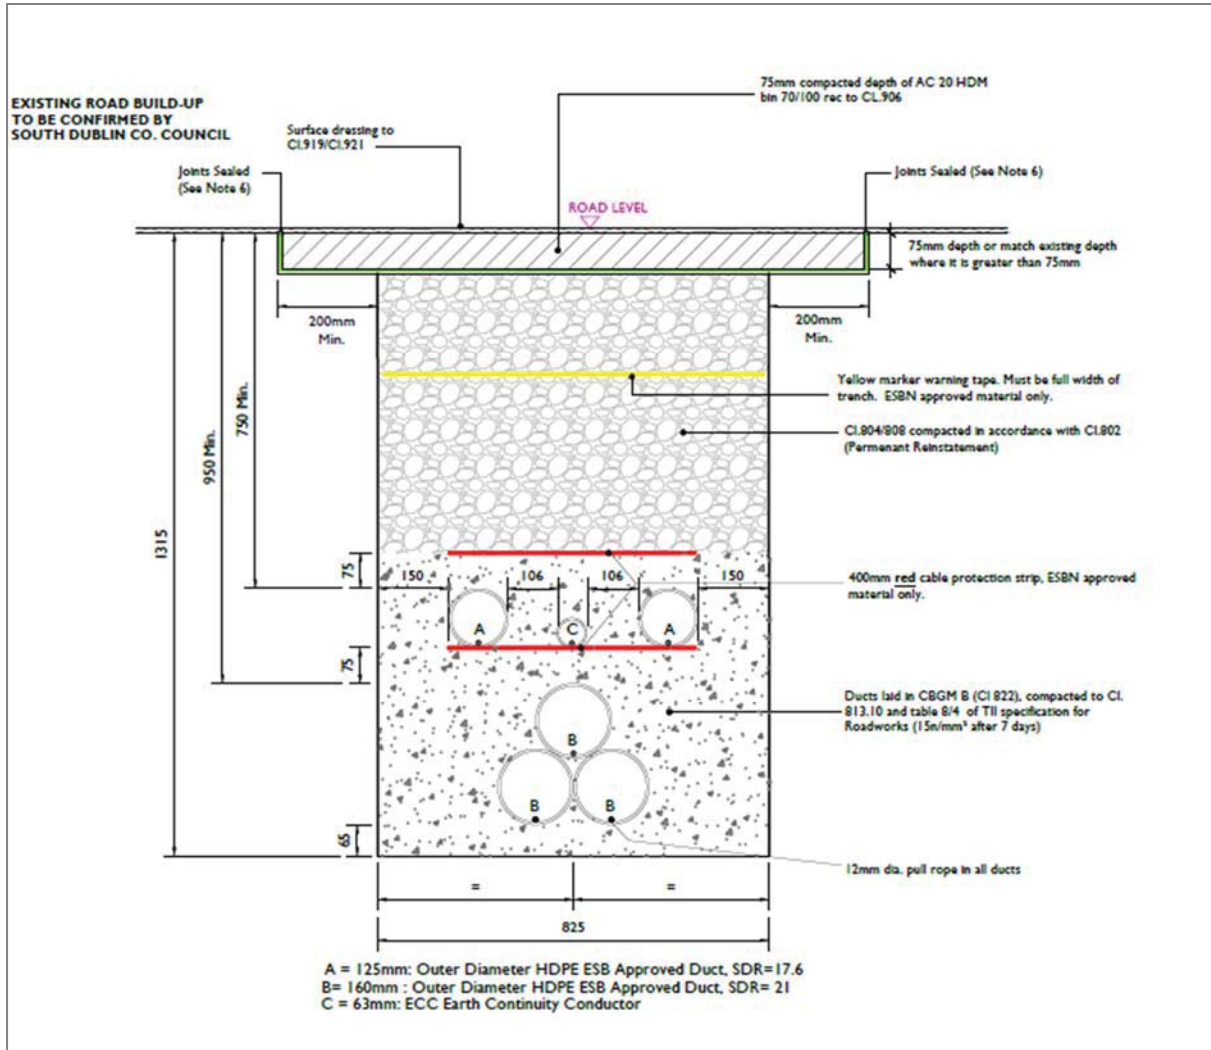 75mm compacted depth of AC 20 HDM
bin 70/100 rec to CL.906
EXISTING ROAD BUILD-UP
TO BE CONFIRMED BY
SOUTH DUBLIN CO. COUNCIL
Surface dressing to
Cl.919/Cl.921
Joints Sealed
(See Note 6)
Joints Sealed (See Note 6)
ROAD LEVEL
75mm depth or match existing depth
where it is greater than 75mm
200mm
Min.
200mm
Min.
Yellow marker warning tape. Must be full width of
trench. ESBN approved material only.
750 Min.
950 Min.
1315
Cl.804/808 compacted in accordance with Cl.802
(Permenant Reinstatement)
75
150
106
106
150
400mm red cable protection strip, ESBN approved
material only.
A
C
A
75
Ducts laid in CBGM B (Cl 822), compacted to Cl.
813.10 and table 8/4 of TII specification for
Roadworks (15n/mm² after 7 days)
B
B
B
65
12mm dia. pull rope in all ducts
=
=
825
A = 125mm: Outer Diameter HDPE ESB Approved Duct, SDR=17.6
B= 160mm : Outer Diameter HDPE ESB Approved Duct, SDR= 21
C = 63mm: ECC Earth Continuity Conductor